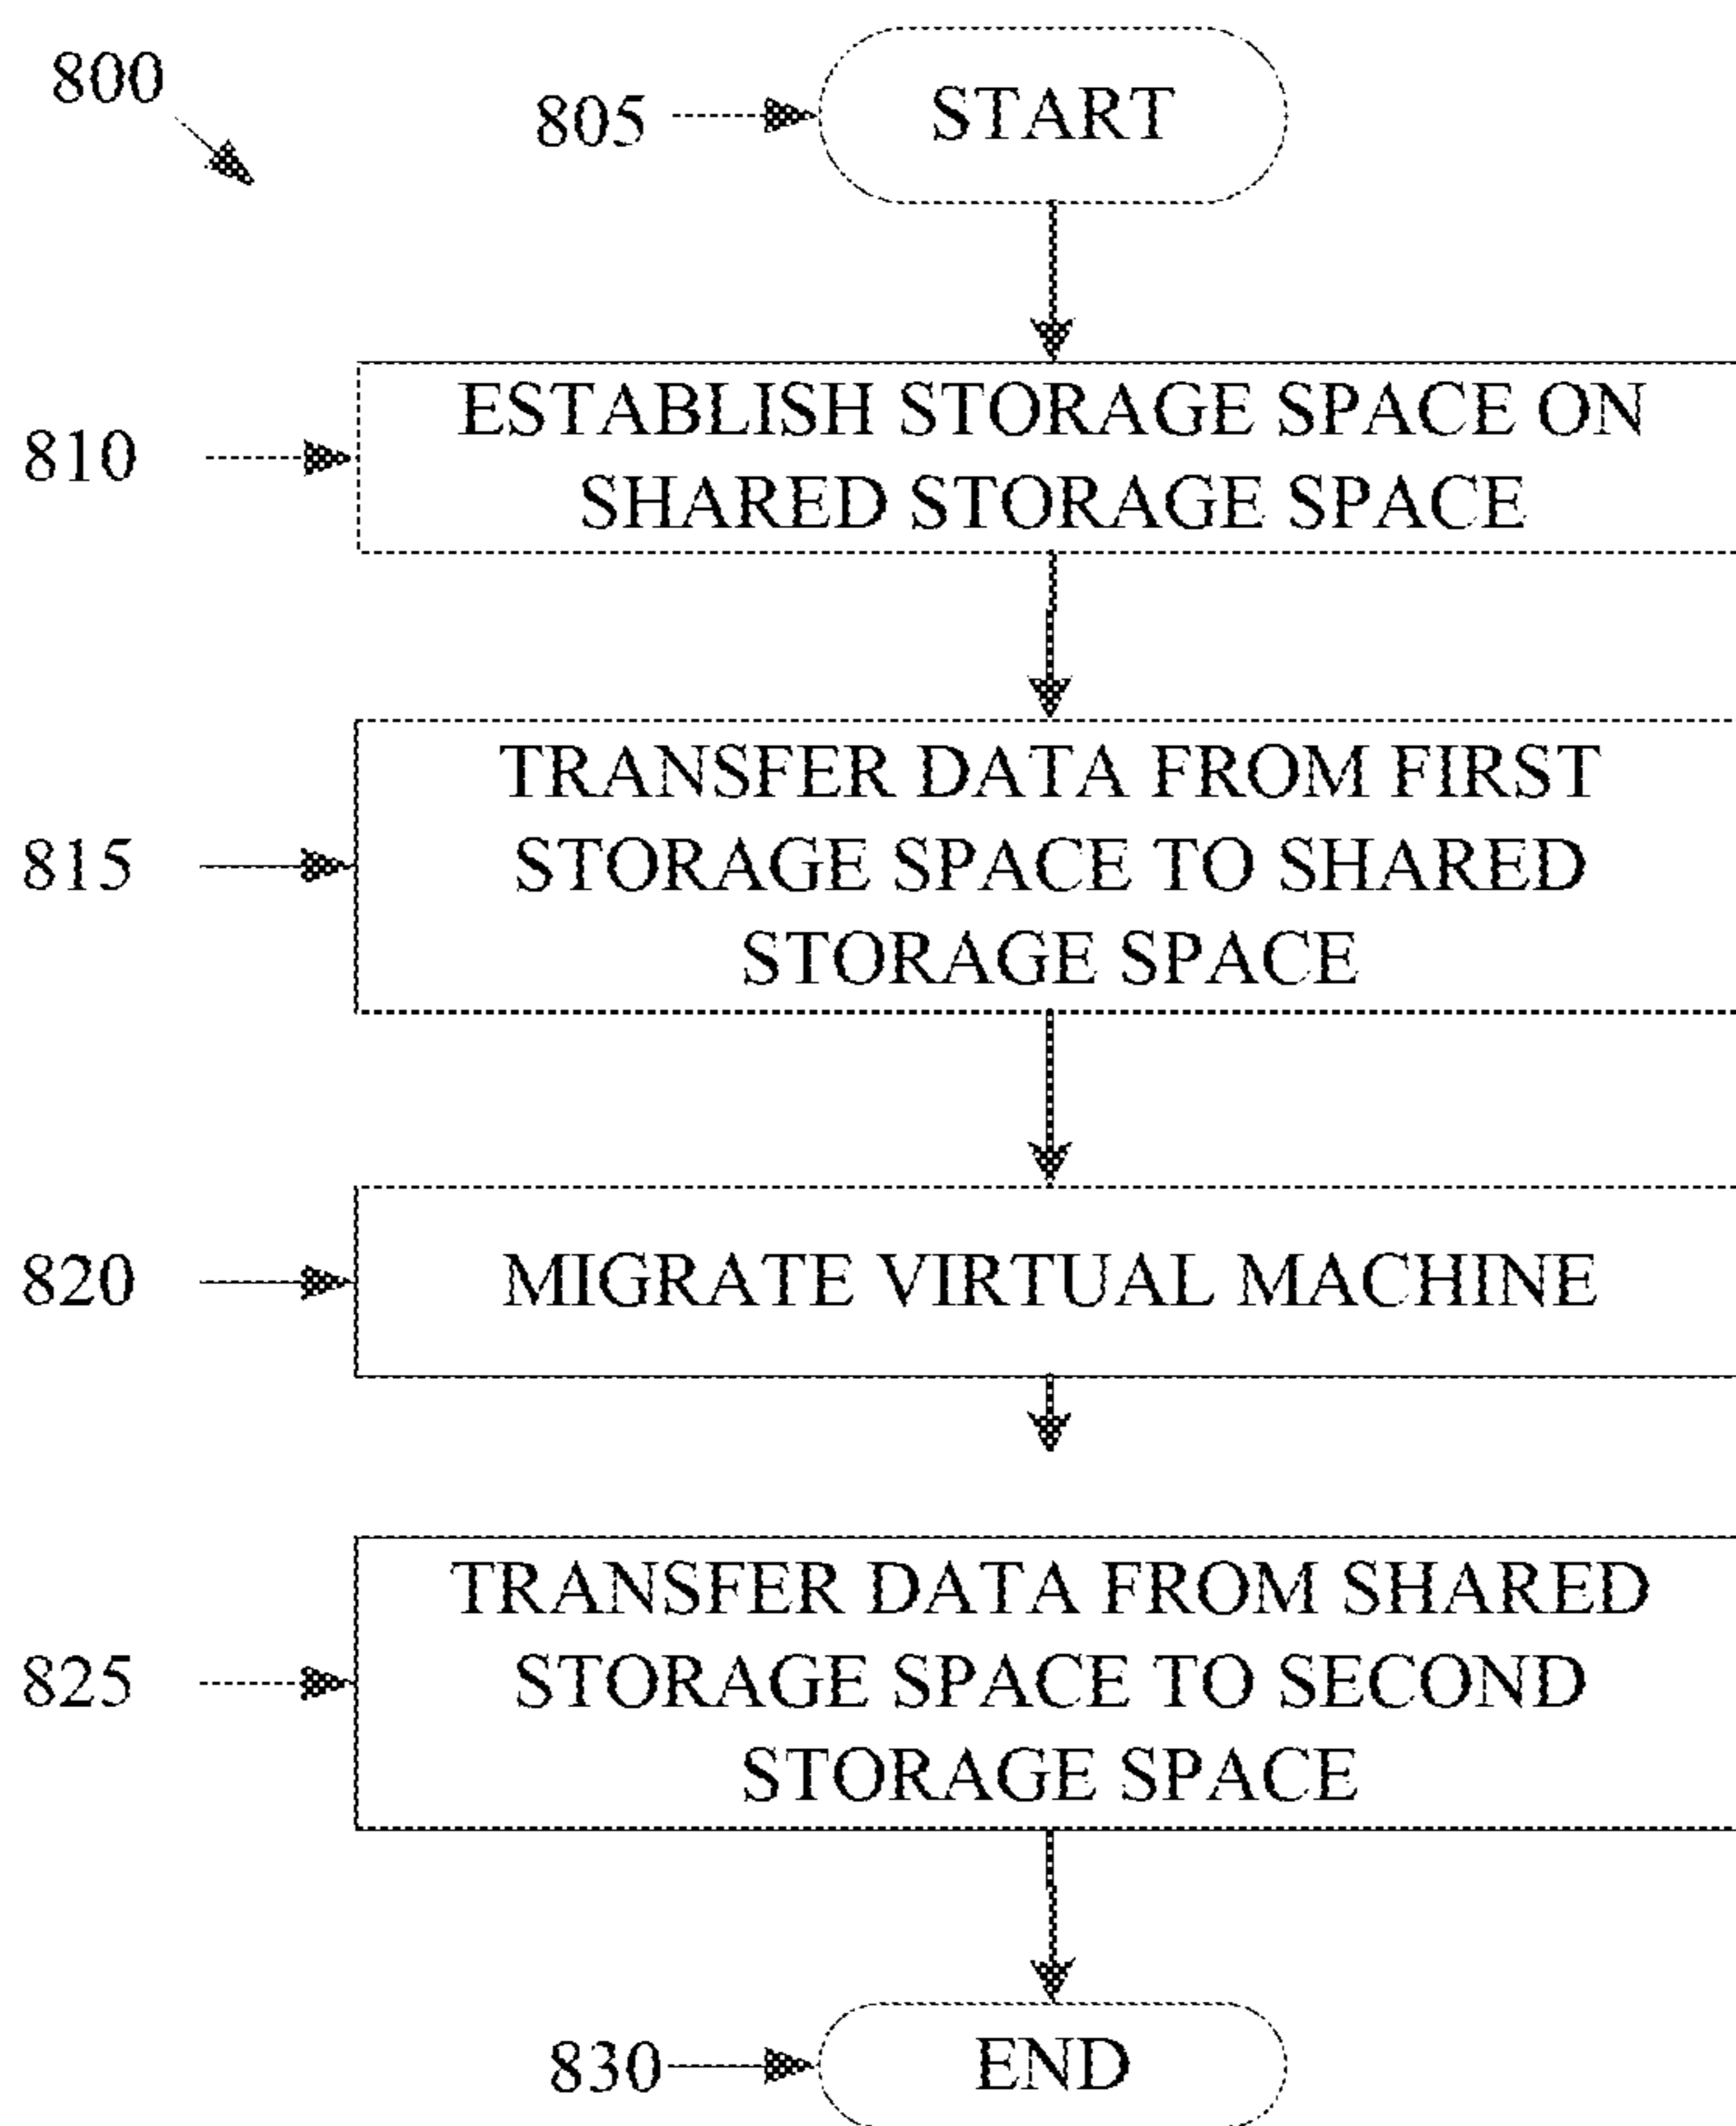 800
805
START
810
ESTABLISH STORAGE SPACE ON
SHARED STORAGE SPACE
815
TRANSFER DATA FROM FIRST
STORAGE SPACE TO SHARED
STORAGE SPACE
820
MIGRATE VIRTUAL MACHINE
825
TRANSFER DATA FROM SHARED
STORAGE SPACE TO SECOND
STORAGE SPACE
830
END